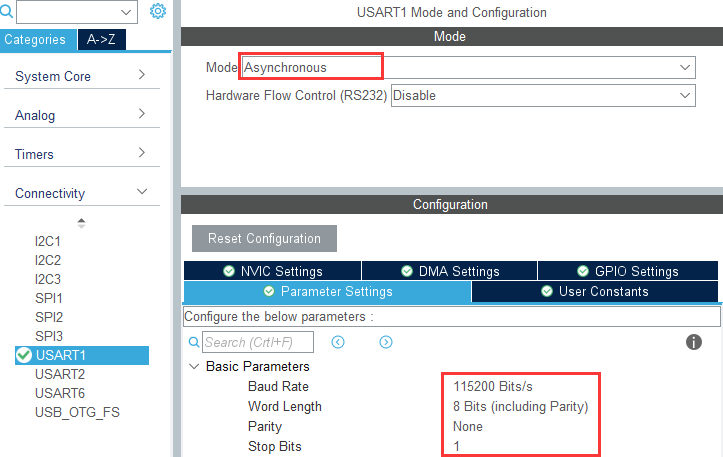 USART1 Mode and Configuration
Categories A->Z
System Core
Analog
Timers
Connectivity
I2C1
I2C2
I2C3
SPI1
SPI2
SPI3
USART1
USART2
USART6
USB_OTG_FS
Mode
Mode Asynchronous
Hardware Flow Control (RS232) Disable
Configuration
Reset Configuration
NVIC Settings DMA Settings GPIO Settings
Parameter Settings User Constants
Configure the below parameters :
Search (Crtl+F)
Basic Parameters
Baud Rate 115200 Bits/s
Word Length 8 Bits (including Parity)
Parity None
Stop Bits 1